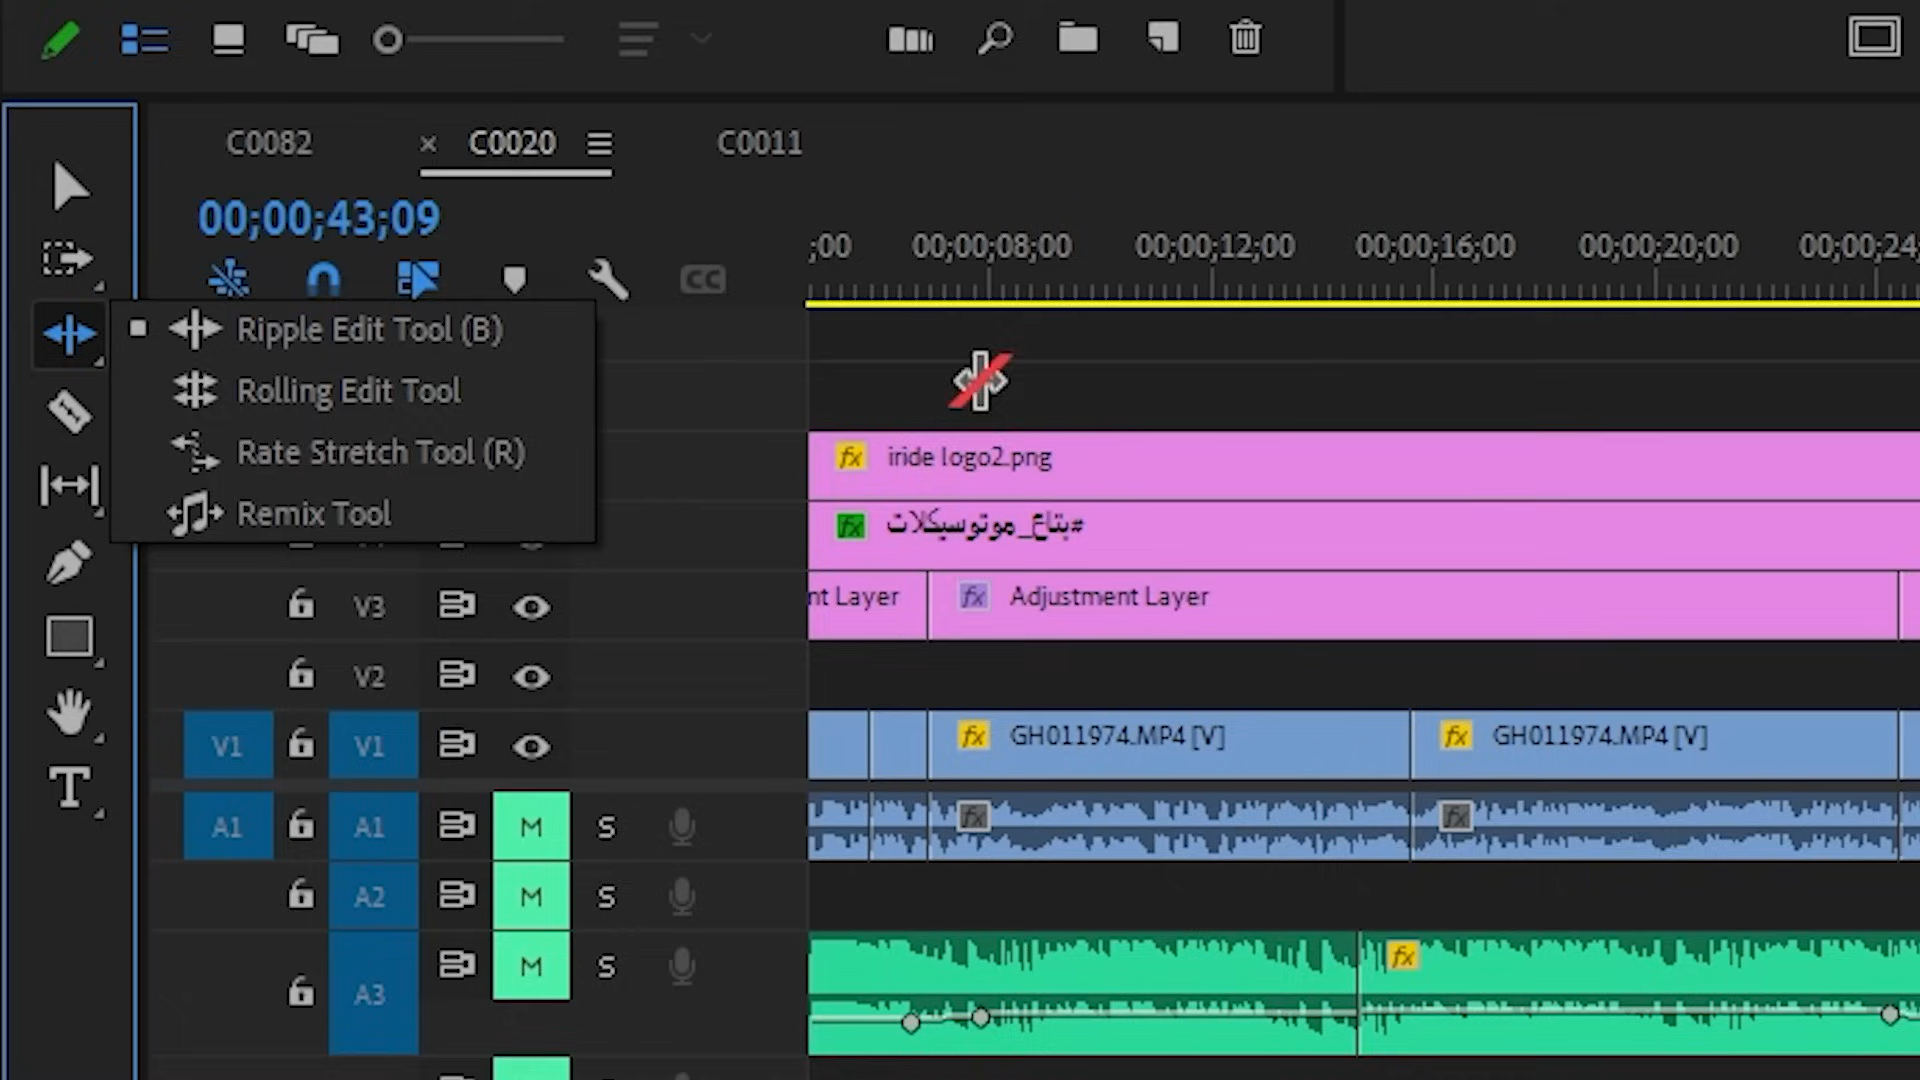 C0082
× C0020
C0011
00;00;43;09
;00
00;00;08;00
00;00;12;00
00;00;16;00
00;00;20;00
00;00;24;
CC
Ripple Edit Tool (B)
Rolling Edit Tool
Rate Stretch Tool (R)
Remix Tool
fx iride logo2.png
fx #بتاع_موتوسيكلات
V3
nt Layer
fx Adjustment Layer
V2
V1
V1
fx GH011974.MP4 [V]
fx GH011974.MP4 [V]
A1
A1
M
S
fx
fx
A2
M
S
A3
M
S
fx
T